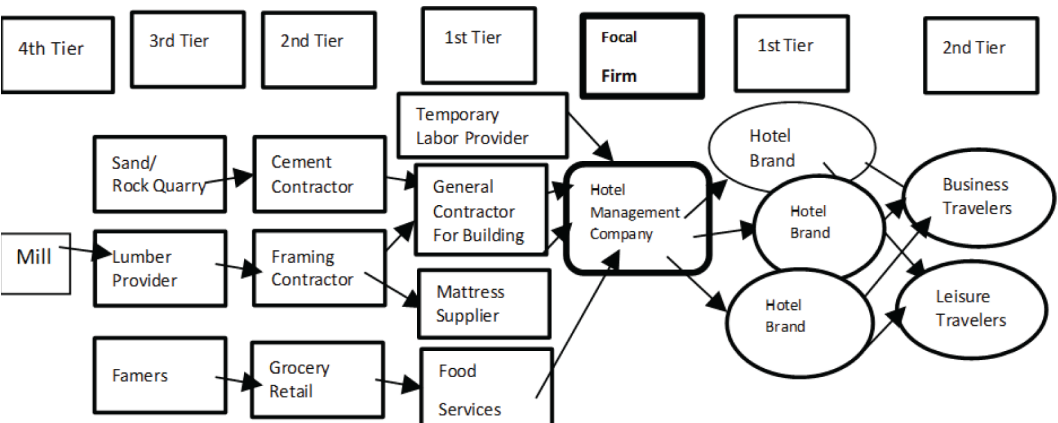 4th Tier
3rd Tier
2nd Tier
1st Tier
Focal
Firm
1st Tier
2nd Tier
Temporary
Labor Provider
Sand/
Rock Quarry
Cement
Contractor
General
Contractor
For Building
Hotel
Management
Company
Hotel
Brand
Hotel
Brand
Hotel
Brand
Business
Travelers
Mill
Lumber
Provider
Framing
Contractor
Mattress
Supplier
Leisure
Travelers
Famers
Grocery
Retail
Food
Services